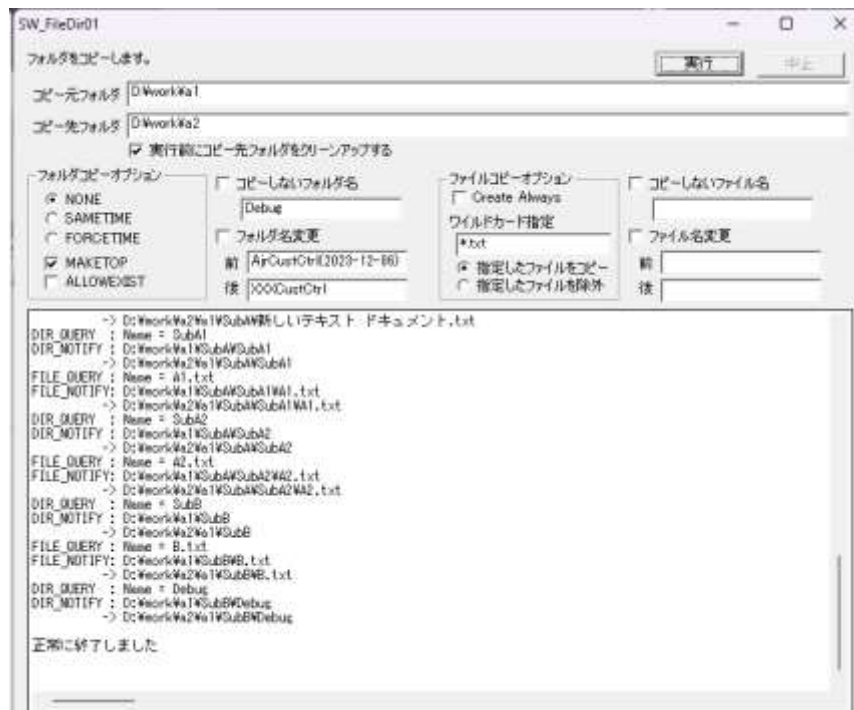 SW_FileDir01
フォルダをコピーします。
実行
中止
コピー元フォルダ D:¥work¥a1
コピー先フォルダ D:¥work¥a2
実行前にコピー先フォルダをクリーンアップする
フォルダコピーオプション
NONE
SAMETIME
FORCETIME
MAKETOP
ALLOWEXIST
コピーしないフォルダ名
Debug
フォルダ名変更
前 AirCustCtrl(2023-12-06)
後 XXXCustCtrl
ファイルコピーオプション
Create Always
ワイルドカード指定
*.txt
指定したファイルをコピー
指定したファイルを除外
コピーしないファイル名
ファイル名変更
前
後
-> D:¥work¥a2¥a1¥SubA¥新しいテキスト ドキュメント.txt
DIR_QUERY : Name = SubA1
DIR_NOTIFY : D:¥work¥a1¥SubA¥SubA1
-> D:¥work¥a2¥a1¥SubA¥SubA1
FILE_QUERY : Name = A1.txt
FILE_NOTIFY: D:¥work¥a1¥SubA¥SubA1¥A1.txt
-> D:¥work¥a2¥a1¥SubA¥SubA1¥A1.txt
DIR_QUERY : Name = SubA2
DIR_NOTIFY : D:¥work¥a1¥SubA¥SubA2
-> D:¥work¥a2¥a1¥SubA¥SubA2
FILE_QUERY : Name = A2.txt
FILE_NOTIFY: D:¥work¥a1¥SubA¥SubA2¥A2.txt
-> D:¥work¥a2¥a1¥SubA¥SubA2¥A2.txt
DIR_QUERY : Name = SubB
DIR_NOTIFY : D:¥work¥a1¥SubB
-> D:¥work¥a2¥a1¥SubB
FILE_QUERY : Name = B.txt
FILE_NOTIFY: D:¥work¥a1¥SubB¥B.txt
-> D:¥work¥a2¥a1¥SubB¥B.txt
DIR_QUERY : Name = Debug
DIR_NOTIFY : D:¥work¥a1¥SubB¥Debug
-> D:¥work¥a2¥a1¥SubB¥Debug
正常に終了しました